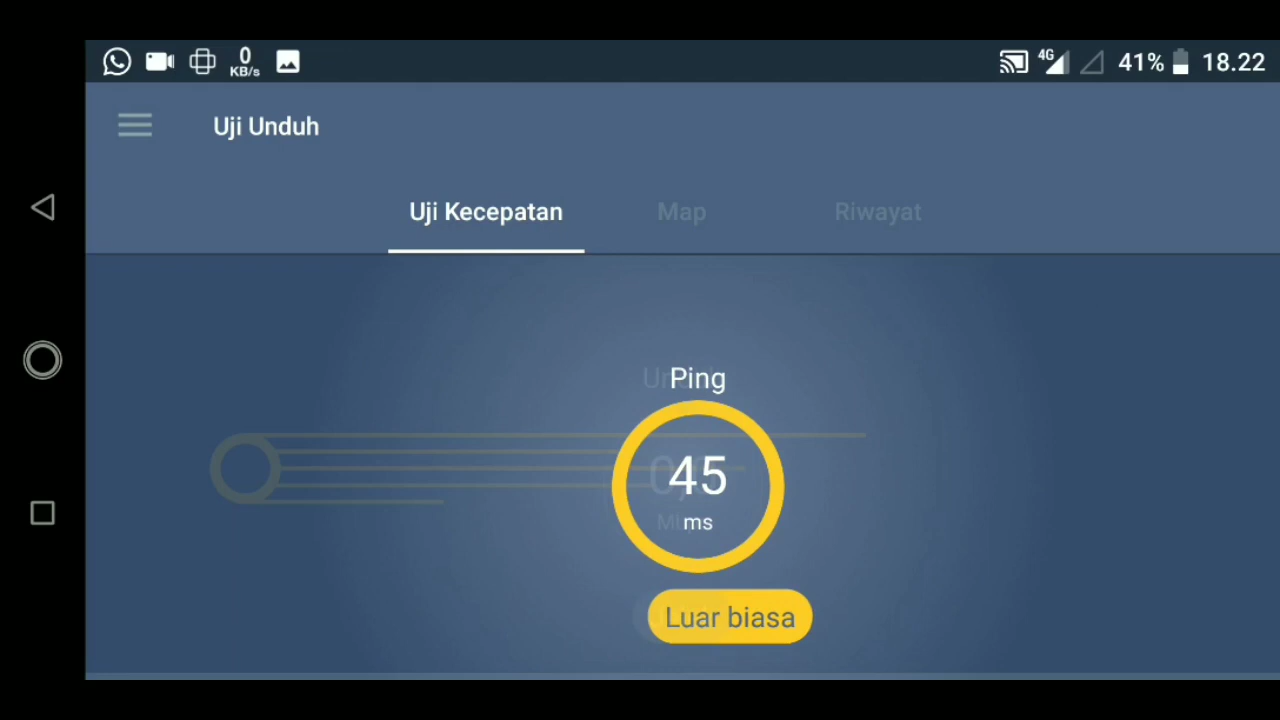 0
KB/s
4G
41%
18.22
Uji Unduh
Uji Kecepatan
Map
Riwayat
Ping
45
ms
Luar biasa